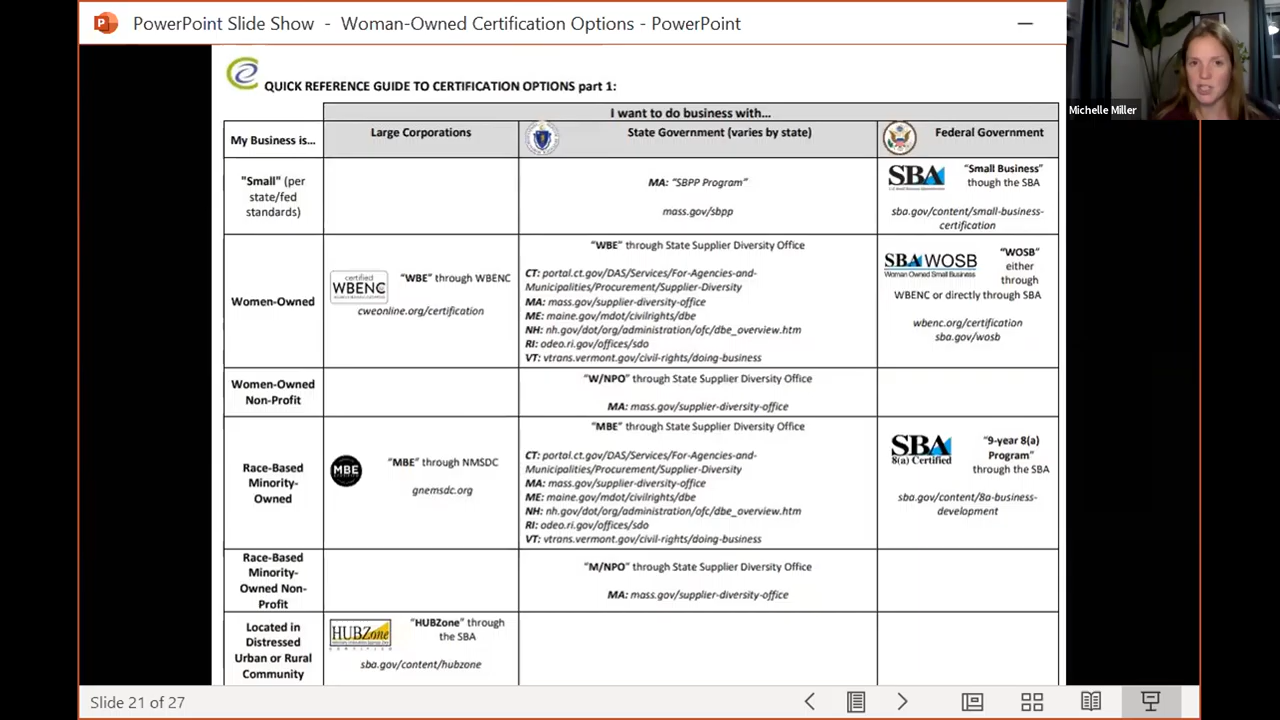 PowerPoint Slide Show - Woman-Owned Certification Options - PowerPoint
Michelle Miller
QUICK REFERENCE GUIDE TO CERTIFICATION OPTIONS part 1:
I want to do business with...
My Business is...
Large Corporations
State Government (varies by state)
Federal Government
"Small" (per
state/fed
standards)
MA: "SBPP Program"
mass.gov/sbpp
SBA
"Small Business"
though the SBA
sba.gov/content/small-business-
certification
Women-Owned
certified
WBENC
"WBE" through WBENC
cweonline.org/certification
"WBE" through State Supplier Diversity Office
CT: portal.ct.gov/DAS/Services/For-Agencies-and-
Municipalities/Procurement/Supplier-Diversity
MA: mass.gov/supplier-diversity-office
ME: maine.gov/mdot/civilrights/dbe
NH: nh.gov/dot/org/administration/ofc/dbe_overview.htm
RI: odeo.ri.gov/offices/sdo
VT: vtrans.vermont.gov/civil-rights/doing-business
SBA WOSB
Woman Owned Small Business
"WOSB"
either
through
WBENC or directly through SBA
wbenc.org/certification
sba.gov/wosb
Women-Owned
Non-Profit
"W/NPO" through State Supplier Diversity Office
MA: mass.gov/supplier-diversity-office
Race-Based
Minority-
Owned
MBE
"MBE" through NMSDC
gnemsdc.org
"MBE" through State Supplier Diversity Office
CT: portal.ct.gov/DAS/Services/For-Agencies-and-
Municipalities/Procurement/Supplier-Diversity
MA: mass.gov/supplier-diversity-office
ME: maine.gov/mdot/civilrights/dbe
NH: nh.gov/dot/org/administration/ofc/dbe_overview.htm
RI: odeo.ri.gov/offices/sdo
VT: vtrans.vermont.gov/civil-rights/doing-business
SBA
8(a) Certified
"9-year 8(a)
Program"
through the SBA
sba.gov/content/8a-business-
development
Race-Based
Minority-
Owned Non-
Profit
"M/NPO" through State Supplier Diversity Office
MA: mass.gov/supplier-diversity-office
Located in
Distressed
Urban or Rural
Community
HUBZone
CERTIFIED
"HUBZone" through
the SBA
sba.gov/content/hubzone
Slide 21 of 27